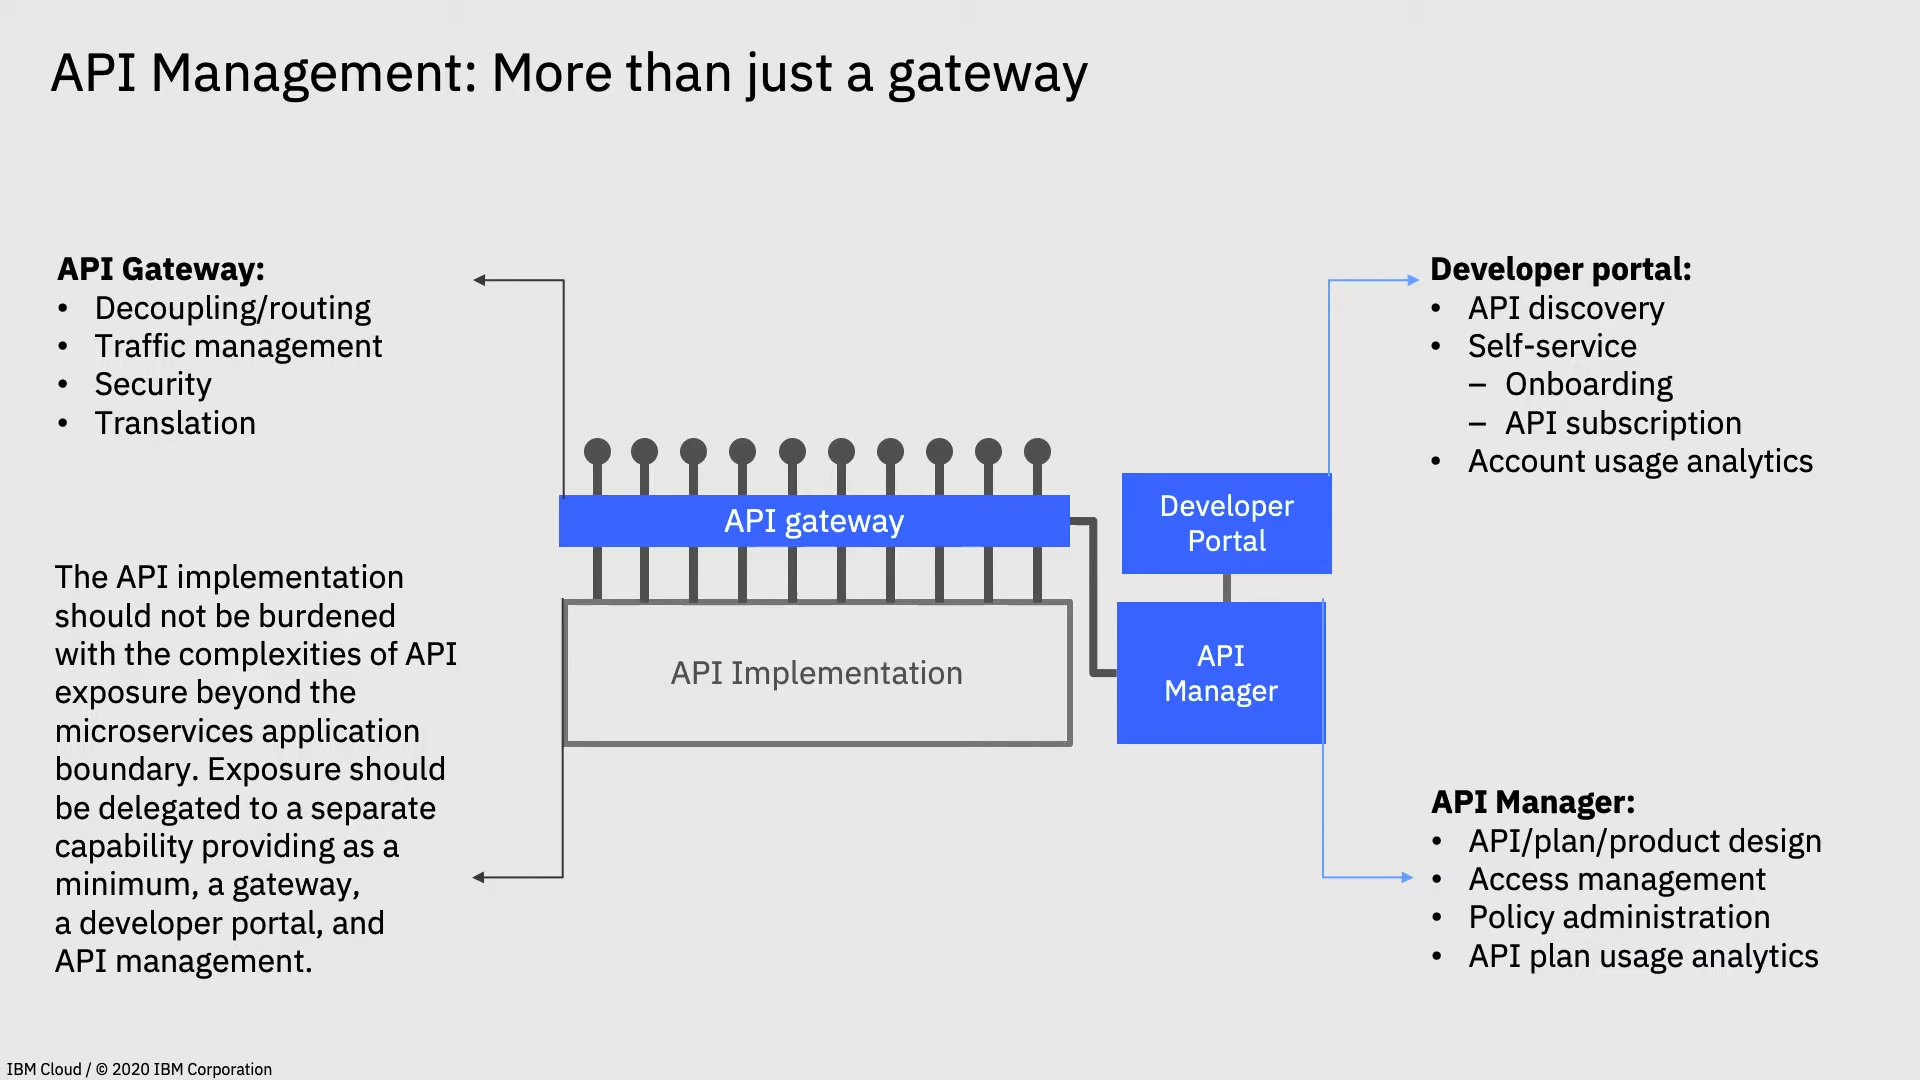 API Management: More than just a gateway
API Gateway:
• Decoupling/routing
• Traffic management
• Security
• Translation
The API implementation
should not be burdened
with the complexities of API
exposure beyond the
microservices application
boundary. Exposure should
be delegated to a separate
capability providing as a
minimum, a gateway,
a developer portal, and
API management.
API gateway
API Implementation
Developer
Portal
API
Manager
Developer portal:
• API discovery
• Self-service
– Onboarding
– API subscription
• Account usage analytics
API Manager:
• API/plan/product design
• Access management
• Policy administration
• API plan usage analytics
IBM Cloud / © 2020 IBM Corporation